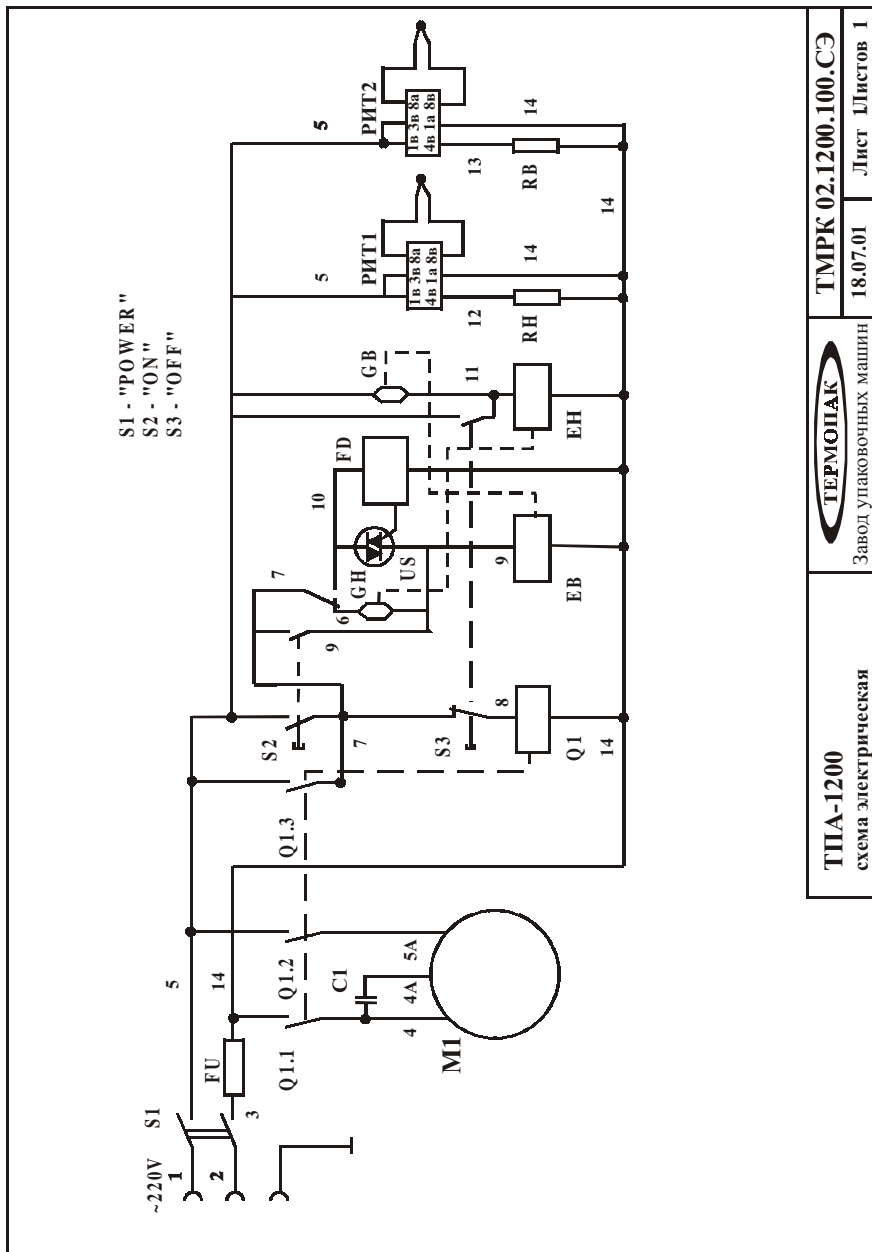 S1 - "POWER"
S2 - "ON"
S3 - "OFF"
~220V
1
2
S1
3
FU
5
14
Q1.1
Q1.2
Q1.3
C1
4
4A
5A
M1
S2
7
S3
8
Q1
14
9
6
7
GH
US
10
FD
9
EB
GB
11
EH
5
РИТ1
1в 3в 8а
4в 1а 8в
12
14
RH
5
РИТ2
1в 3в 8а
4в 1а 8в
13
14
RB
14
ТПА-1200
схема электрическая
ТЕРМОПАК
Завод упаковочных машин
ТМРК 02.1200.100.СЭ
18.07.01
Лист 1Листов 1